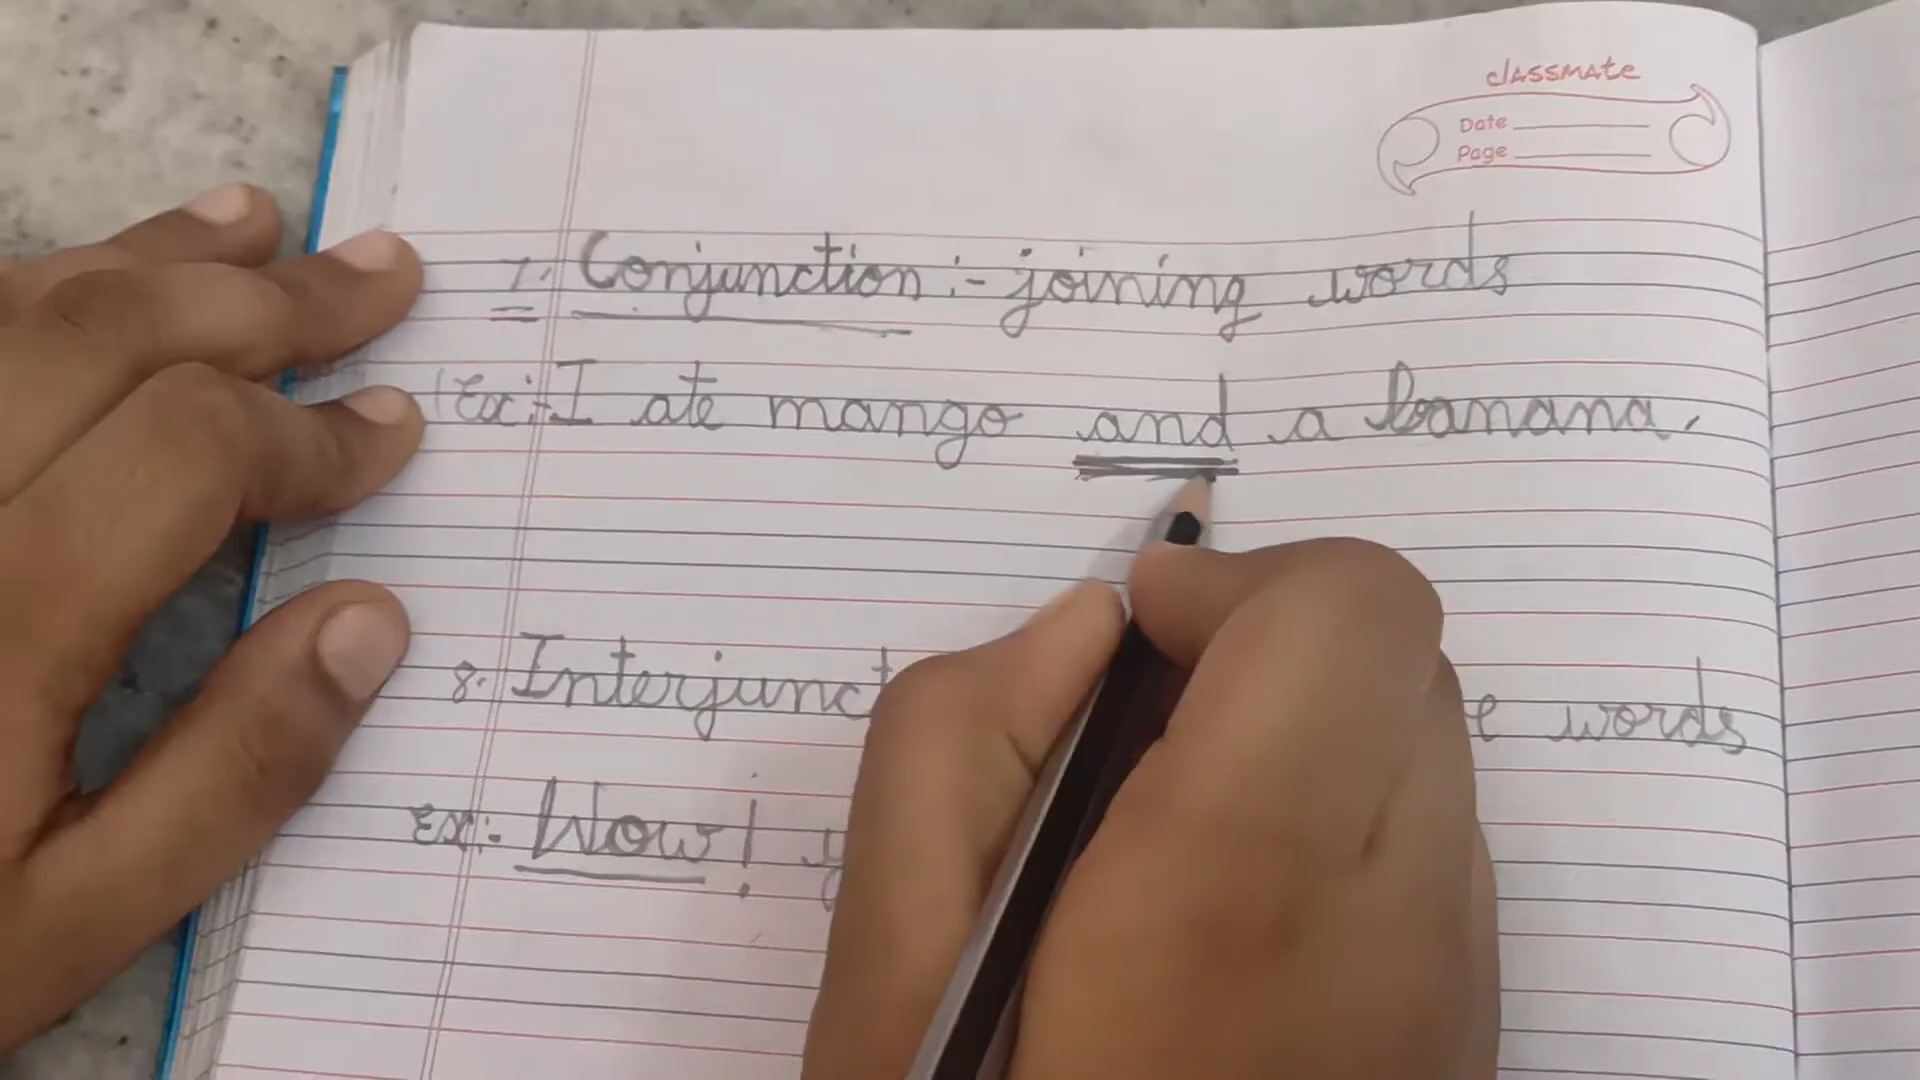 classmate
Date
Page
7. Conjunction :- joining words
Ex:- I ate mango and a banana.
8. Interjunct words
Ex:- Wow!